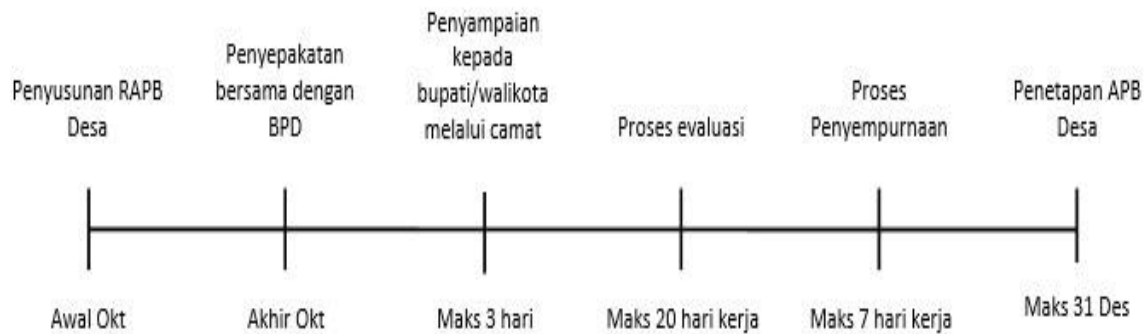 Penyusunan RAPB
Desa
Penyepakatan
bersama dengan
BPD
Penyampaian
kepada
bupati/walikota
melalui camat
Proses evaluasi
Proses
Penyempurnaan
Penetapan APB
Desa
Awal Okt
Akhir Okt
Maks 3 hari
Maks 20 hari kerja
Maks 7 hari kerja
Maks 31 Des